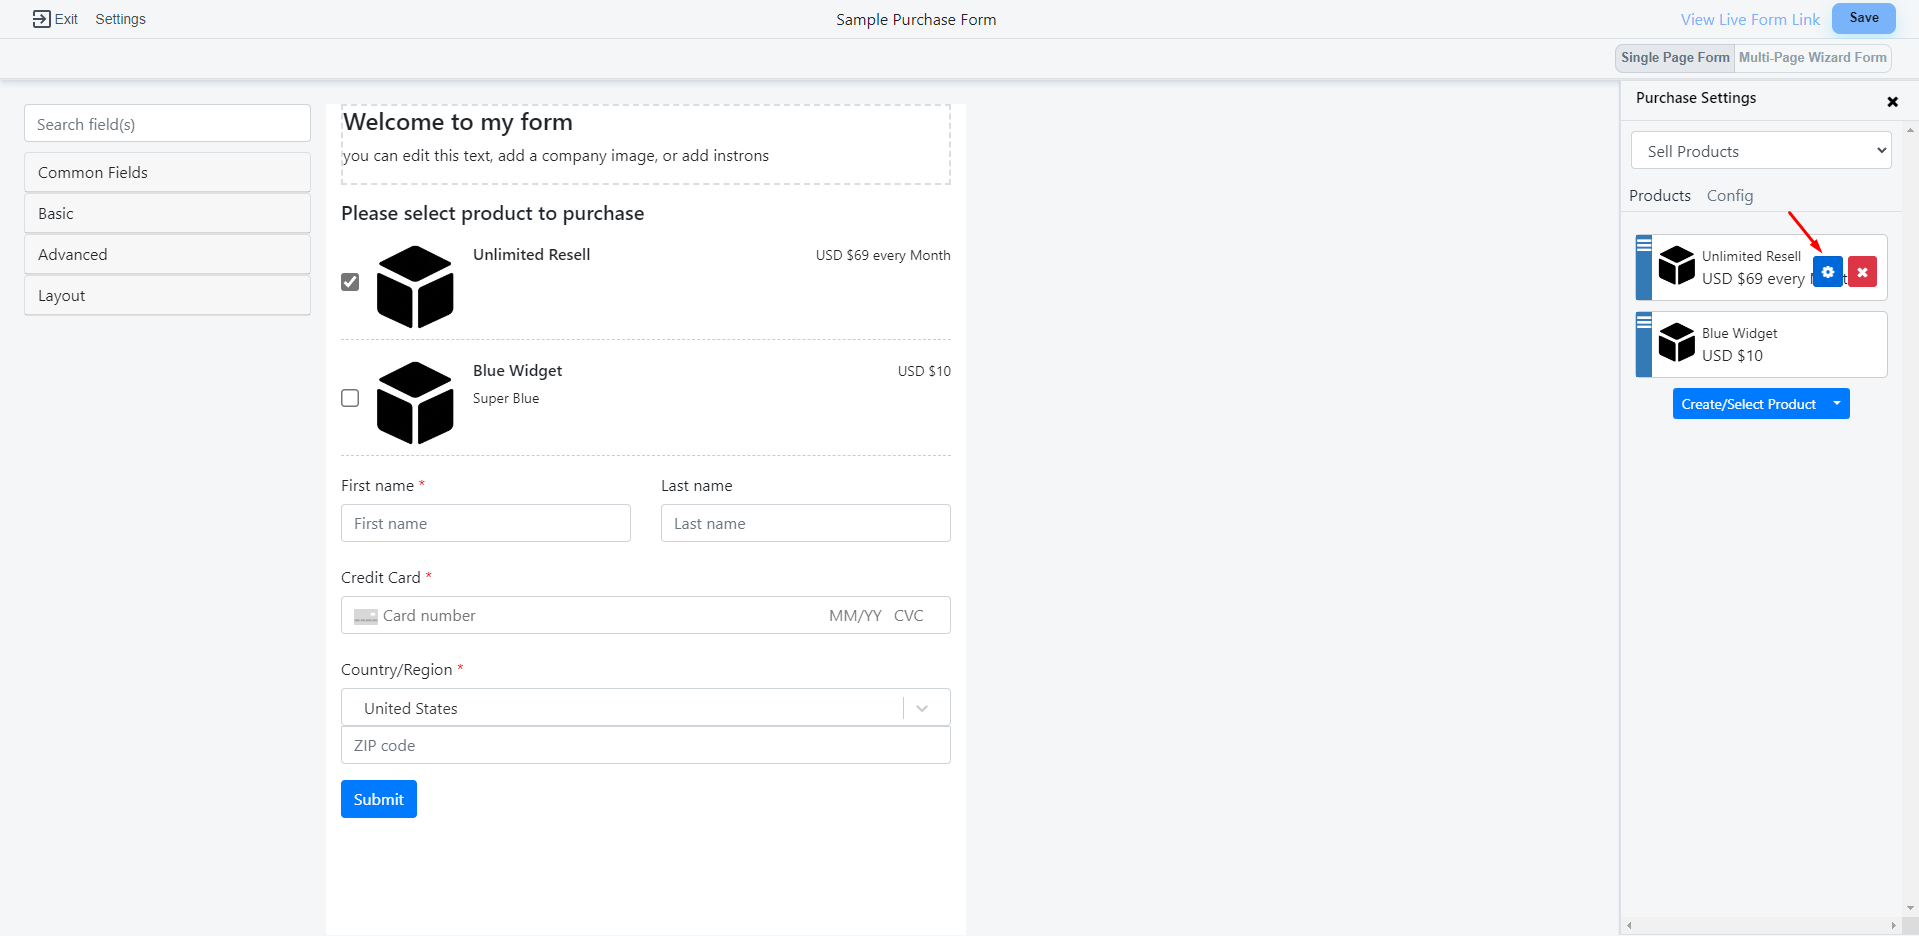 Exit Settings Sample Purchase Form View Live Form Link Save
Single Page Form Multi-Page Wizard Form
Purchase Settings
Search field(s)
Common Fields
Basic
Advanced
Layout
Welcome to my form
you can edit this text, add a company image, or add instrons
Please select product to purchase
Unlimited Resell USD $69 every Month
Blue Widget USD $10
Super Blue
First name * Last name
First name Last name
Credit Card *
Card number MM/YY CVC
Country/Region *
United States
ZIP code
Submit
Sell Products
Products Config
Unlimited Resell
USD $69 every
Blue Widget
USD $10
Create/Select Product